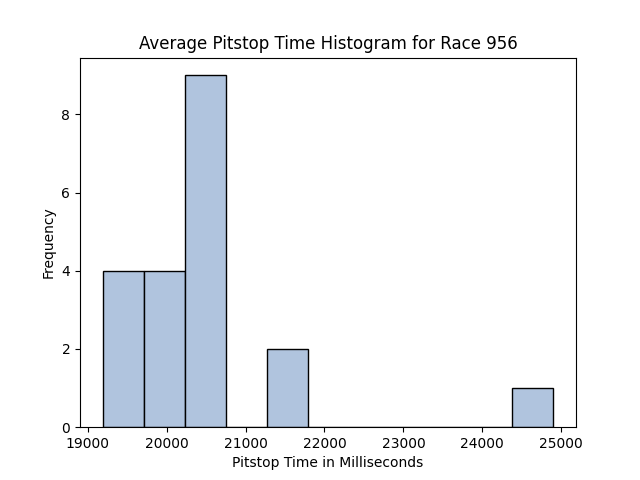 Average Pitstop Time Histogram for Race 956
8
6
4
2
0
Frequency
19000 20000 21000 22000 23000 24000 25000
Pitstop Time in Milliseconds